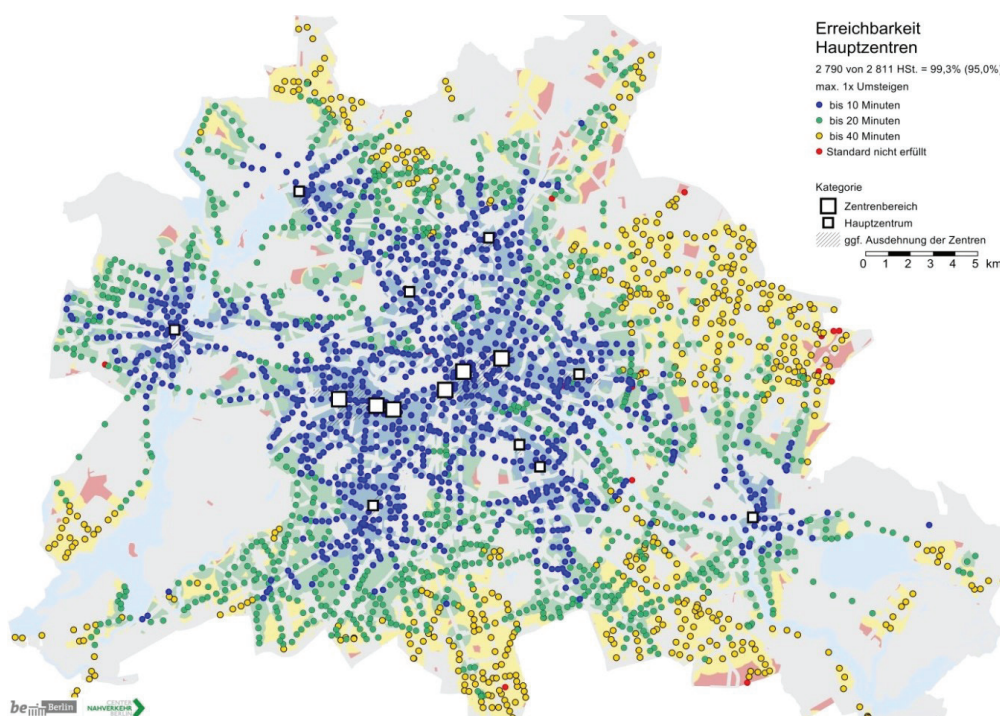 Erreichbarkeit
Hauptzentren
2 790 von 2 811 HSt. = 99,3% (95,0%)
max. 1x Umsteigen
bis 10 Minuten
bis 20 Minuten
bis 40 Minuten
Standard nicht erfüllt
Kategorie
Zentrenbereich
Hauptzentrum
ggf. Ausdehnung der Zentren
0 1 2 3 4 5 km
be Berlin
CENTER
NAHVERKEHR
BERLIN